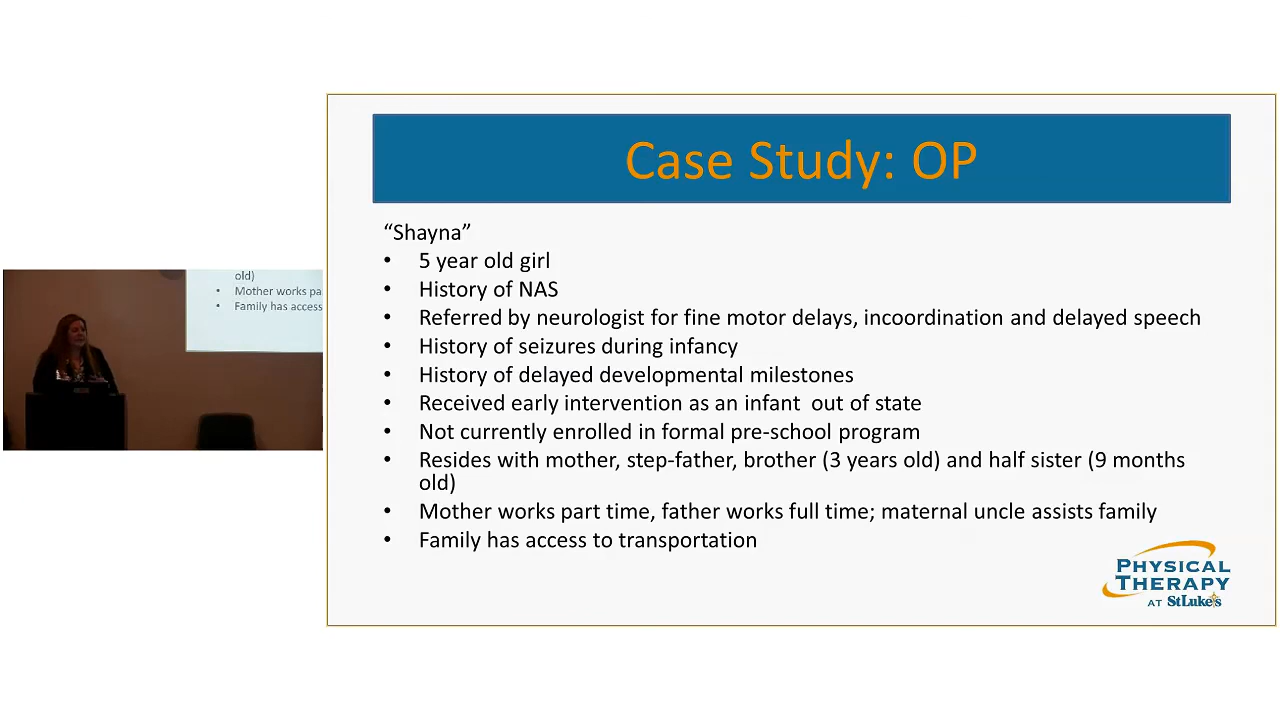 Case Study: OP
“Shayna”
• 5 year old girl
• History of NAS
• Referred by neurologist for fine motor delays, incoordination and delayed speech
• History of seizures during infancy
• History of delayed developmental milestones
• Received early intervention as an infant  out of state
• Not currently enrolled in formal pre-school program
• Resides with mother, step-father, brother (3 years old) and half sister (9 months
old)
• Mother works part time, father works full time; maternal uncle assists family
• Family has access to transportation
PHYSICAL
THERAPY
AT StLuke's
old)
• Mother works pa
• Family has access